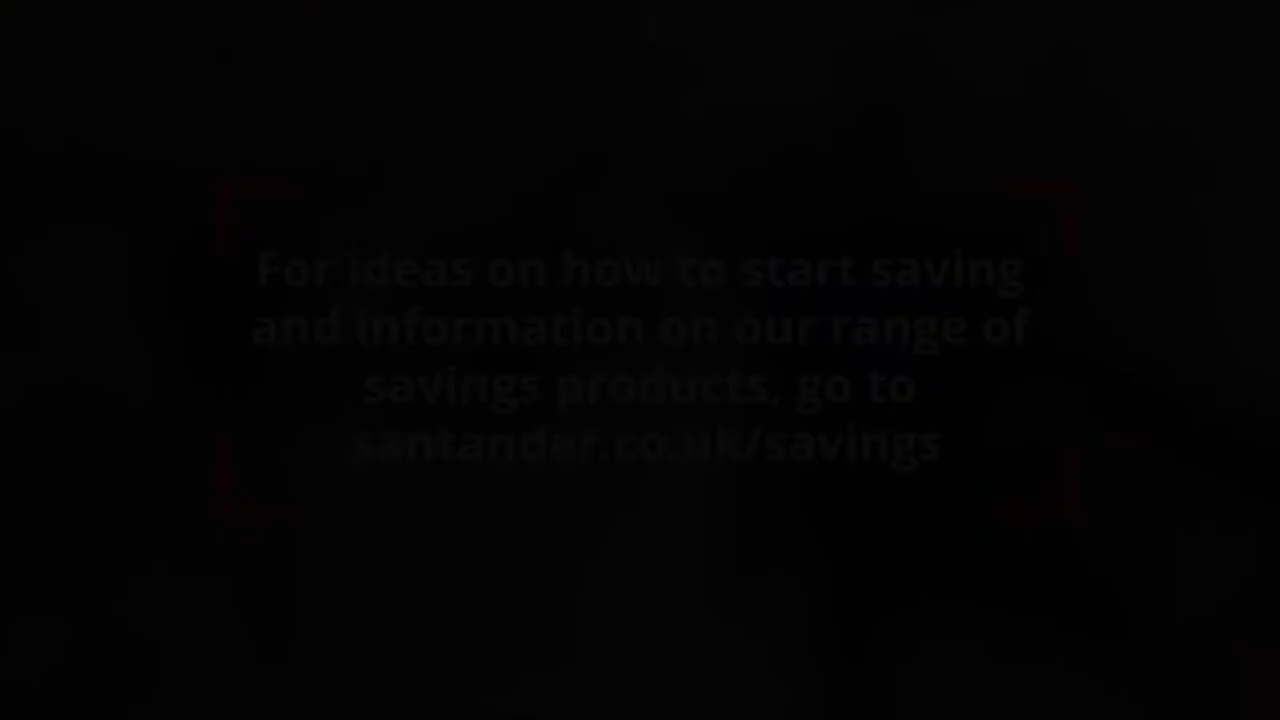 For ideas on how to start saving
and information on our range of
savings products, go to
santander.co.uk/savings